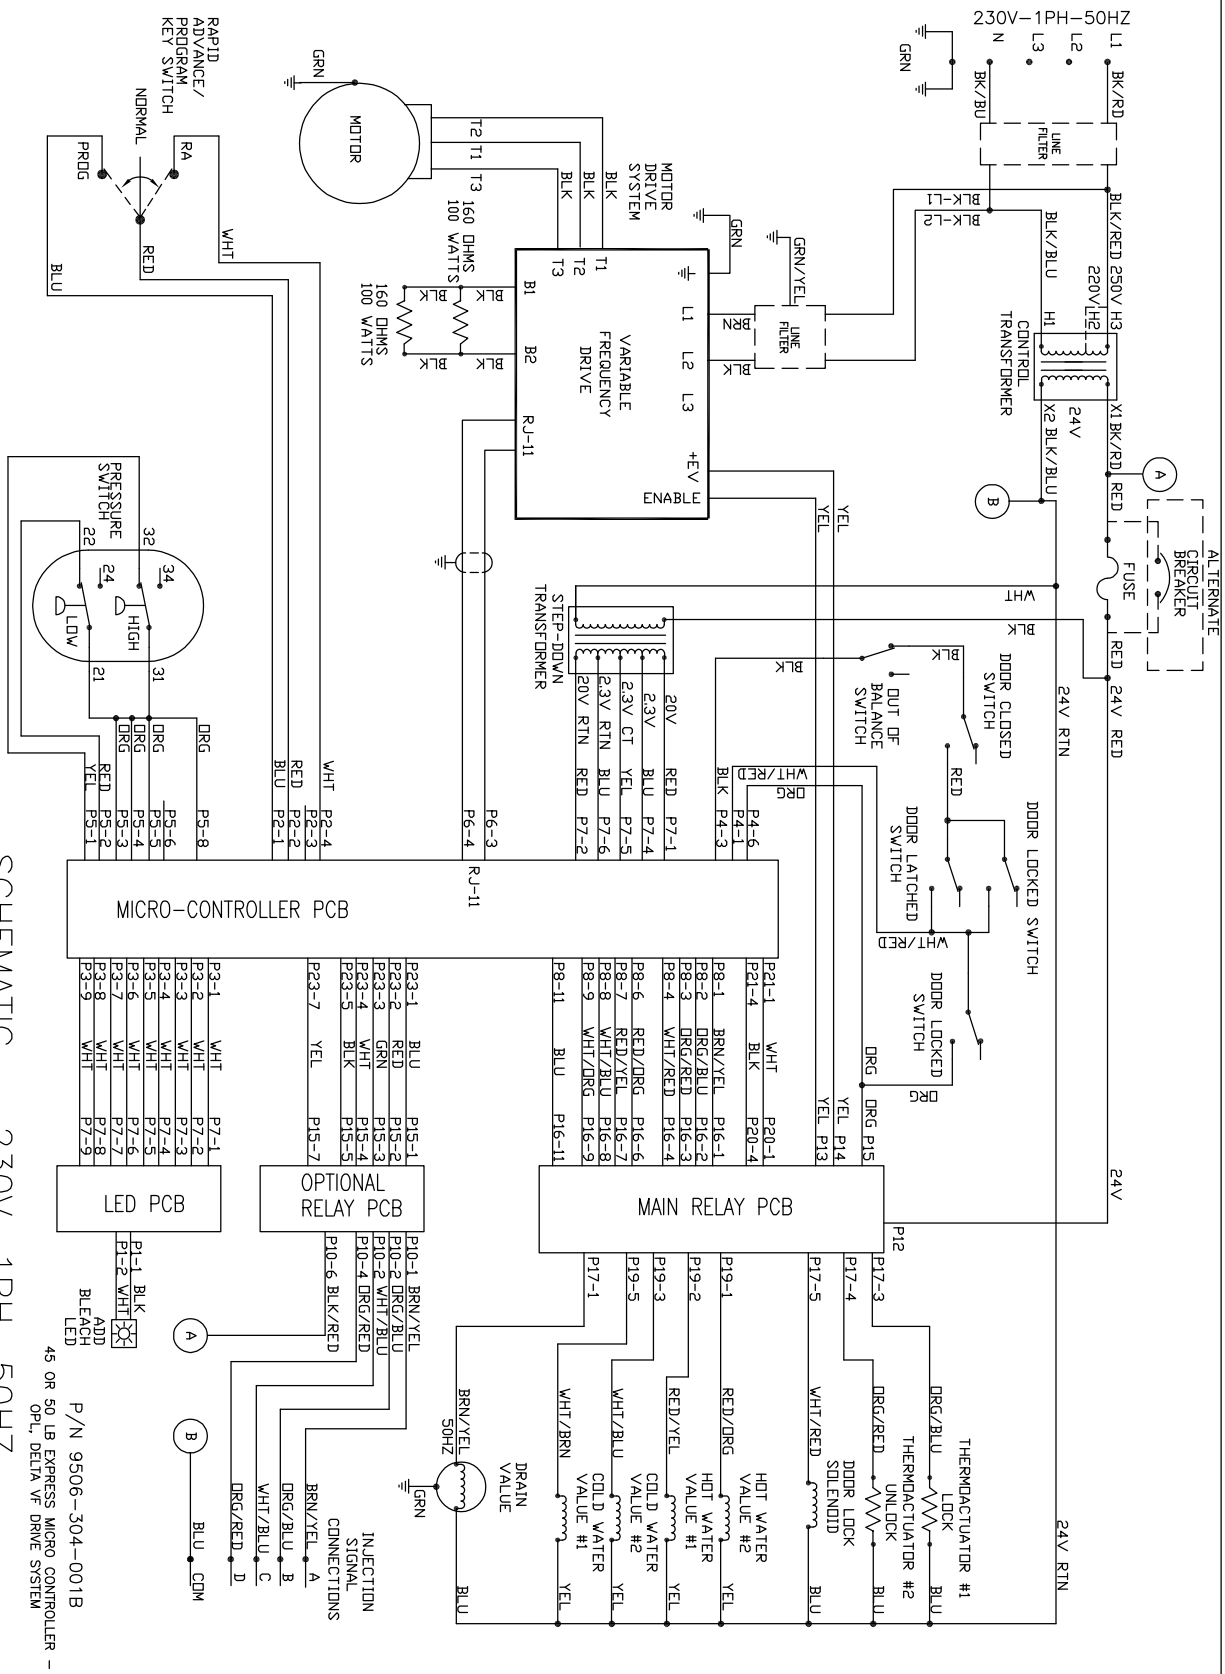 230V-1PH-50HZ
L1
L2
L3
N
GRN
BK/RD
BK/BU
LINE
FILTER
BLK-L1
BLK-L2
BLK/RED
BLK/BLU
250V
220V
H3
H2
H1
CONTROL
TRANSFORMER
X1
24V
X2
BK/RD
BLK/BLU
A
B
RED
ALTERNATE
CIRCUIT
BREAKER
FUSE
RED
24V RED
24V RTN
WHT
BLK
24V
P12
24V RTN
GRN
GRN/YEL
LINE
FILTER
BRN
BLK
MOTOR
DRIVE
SYSTEM
VARIABLE
FREQUENCY
DRIVE
L1
L2
L3
+EV
ENABLE
T1
T2
T3
B1
B2
RJ-11
YEL
YEL
GRN
MOTOR
T2
T1
T3
BLK
BLK
BLK
160 OHMS
100 WATTS
160 OHMS
100 WATTS
BLK
BLK
BLK
BLK
RAPID
ADVANCE/
PROGRAM
KEY SWITCH
NORMAL
RA
PROG
WHT
RED
BLU
PRESSURE
SWITCH
32
34
HIGH
31
22
24
LOW
21
STEP-DOWN
TRANSFORMER
20V
2.3V
2.3V CT
2.3V RTN
20V RTN
RED
BLU
YEL
BLU
RED
P7-1
P7-4
P7-5
P7-6
P7-2
OUT OF
BALANCE
SWITCH
BLK
BLK
DOOR CLOSED
SWITCH
RED
DOOR LATCHED
SWITCH
DOOR LOCKED SWITCH
WHT/RED
DOOR LOCKED
SWITCH
ORG
WHT/RED
ORG
BLK
P4-6
P4-1
P4-3
P6-3
P6-4
RJ-11
WHT
RED
BLU
P2-4
P2-3
P2-2
P2-1
ORG
ORG
ORG
ORG
RED
YEL
P5-8
P5-6
P5-5
P5-4
P5-3
P5-2
P5-1
MICRO-CONTROLLER PCB
P21-1 WHT P20-1
P21-4 BLK P20-4
P8-1 BRN/YEL P16-1
P8-2 ORG/BLU P16-2
P8-3 ORG/RED P16-3
P8-4 WHT/RED P16-4
P8-6 RED/ORG P16-6
P8-7 RED/YEL P16-7
P8-8 WHT/BLU P16-8
P8-9 WHT/ORG P16-9
P8-11 BLU P16-11
ORG
ORG P15
YEL P14
YEL P13
P23-1 BLU P15-1
P23-2 RED P15-2
P23-3 GRN P15-3
P23-4 WHT P15-4
P23-5 BLK P15-5
P23-7 YEL P15-7
P3-1 WHT P7-1
P3-2 WHT P7-2
P3-3 WHT P7-3
P3-4 WHT P7-4
P3-5 WHT P7-5
P3-6 WHT P7-6
P3-7 WHT P7-7
P3-8 WHT P7-8
P3-9 WHT P7-9
MAIN RELAY PCB
OPTIONAL
RELAY PCB
LED PCB
P17-3
P17-4
P17-5
P19-1
P19-2
P19-3
P19-5
P17-1
ORG/BLU
THERMOACTUATOR #1
LOCK
ORG/RED
THERMOACTUATOR #2
UNLOCK
WHT/RED
DOOR LOCK
SOLENOID
BLU
BLU
BLU
RED/ORG
HOT WATER
VALUE #2
YEL
RED/YEL
HOT WATER
VALUE #1
YEL
WHT/BLU
COLD WATER
VALUE #2
YEL
WHT/BRN
COLD WATER
VALUE #1
YEL
BRN/YEL
50HZ
DRAIN
VALUE
GRN
BLU
P10-1 BRN/YEL
P10-2 ORG/BLU
P10-2 WHT/BLU
P10-4 ORG/RED
P10-6 BLK/RED
A
B
INJECTION
SIGNAL
CONNECTIONS
BRN/YEL A
ORG/BLU B
WHT/BLU C
ORG/RED D
BLU COM
P1-1 BLK
P1-2 WHT
ADD
BLEACH
LED
P/N 9506-304-001B
45 OR 50 LB EXPRESS MICRO CONTROLLER -
OPL, DELTA VF DRIVE SYSTEM
SCHEMATIC 230V 1PH 50HZ